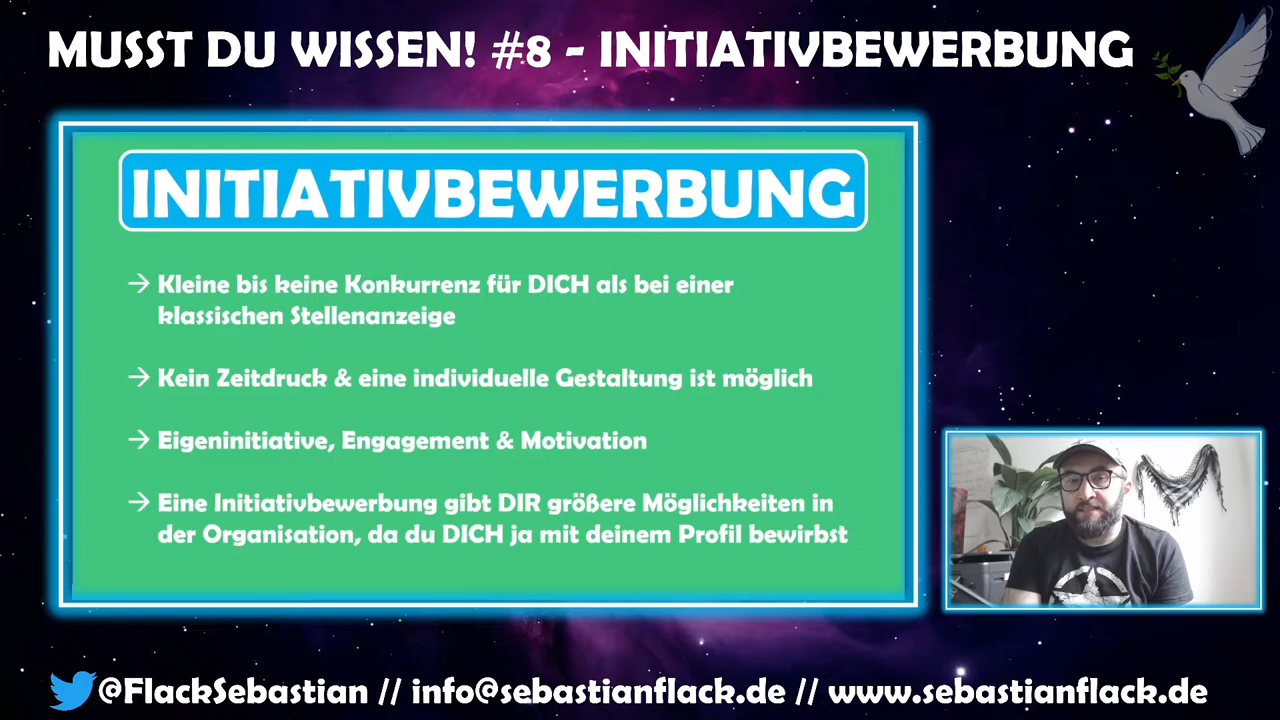 MUSST DU WISSEN! #8 - INITIATIVBEWERBUNG
INITIATIVBEWERBUNG
→ Kleine bis keine Konkurrenz für DICH als bei einer
klassischen Stellenanzeige
→ Kein Zeitdruck & eine individuelle Gestaltung ist möglich
→ Eigeninitiative, Engagement & Motivation
→ Eine Initiativbewerbung gibt DIR größere Möglichkeiten in
der Organisation, da du DICH ja mit deinem Profil bewirbst
@FlackSebastian // info@sebastianflack.de // www.sebastianflack.de